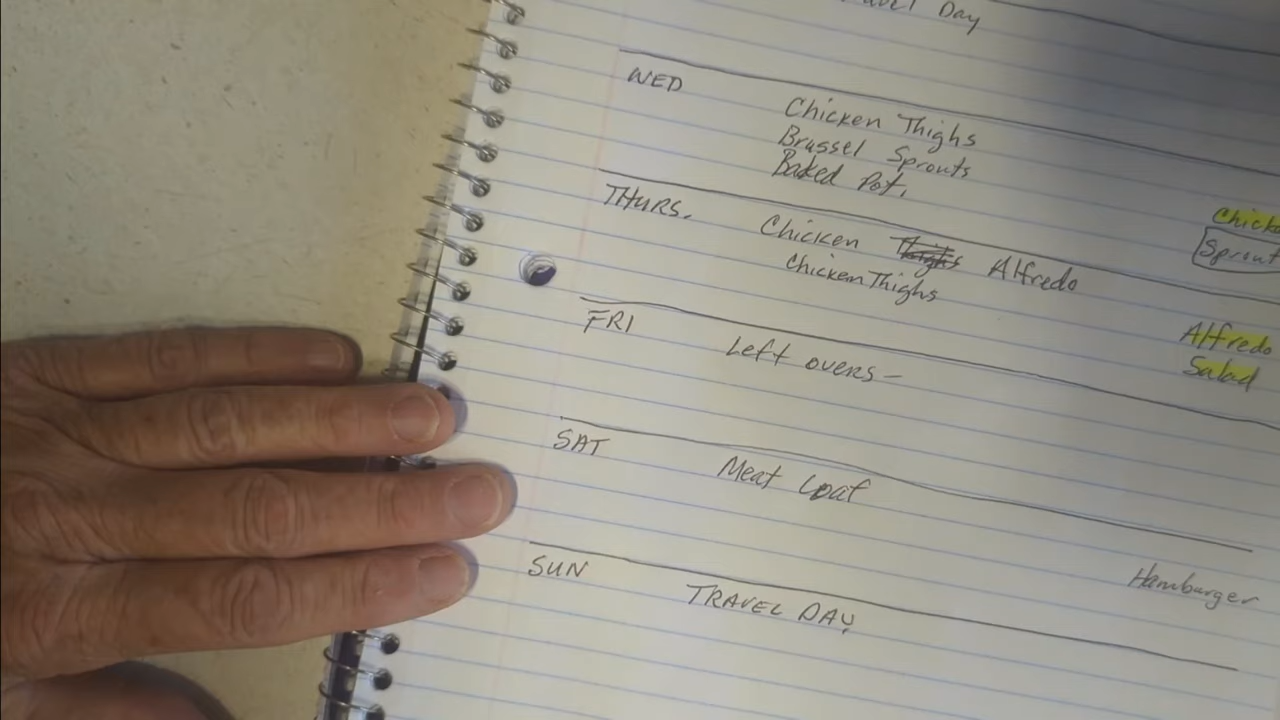 Day
WED
Chicken Thighs
Brussel Sprouts
Baked Pot.
Sprout
THURS.
Chicken Thighs Alfredo
Chicken Thighs
Alfredo
Salad
FRI
Left overs-
SAT
Meat Loaf
Hamburger
SUN
TRAVEL DAY